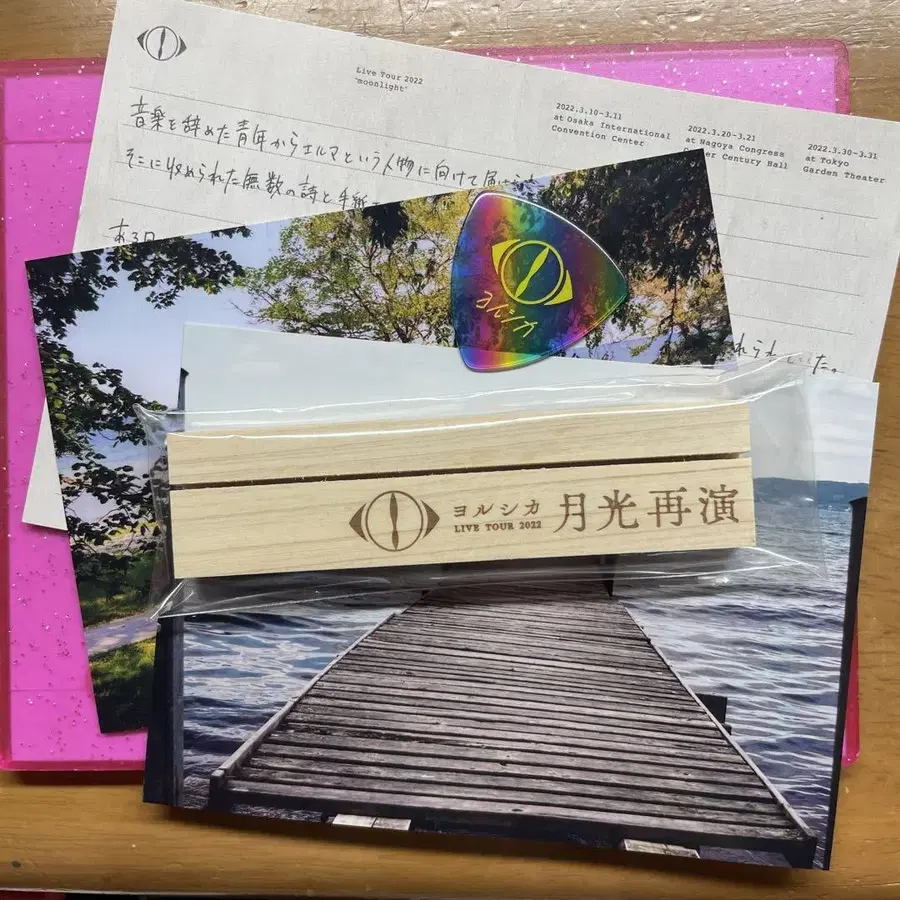 Live Tour 2022
"moonlight"
2022.3.10-3.11
at Osaka International
Convention Center
2022.3.20-3.21
at Nagoya Congress
Century Hall
2022.3.30-3.31
at Tokyo
Garden Theater
音楽を辞めた青年からエルマという人物に向けて
そこに収められた無数の詩と手紙
ある日
ヨルシカ
ヨルシカ
LIVE TOUR 2022
月光再演